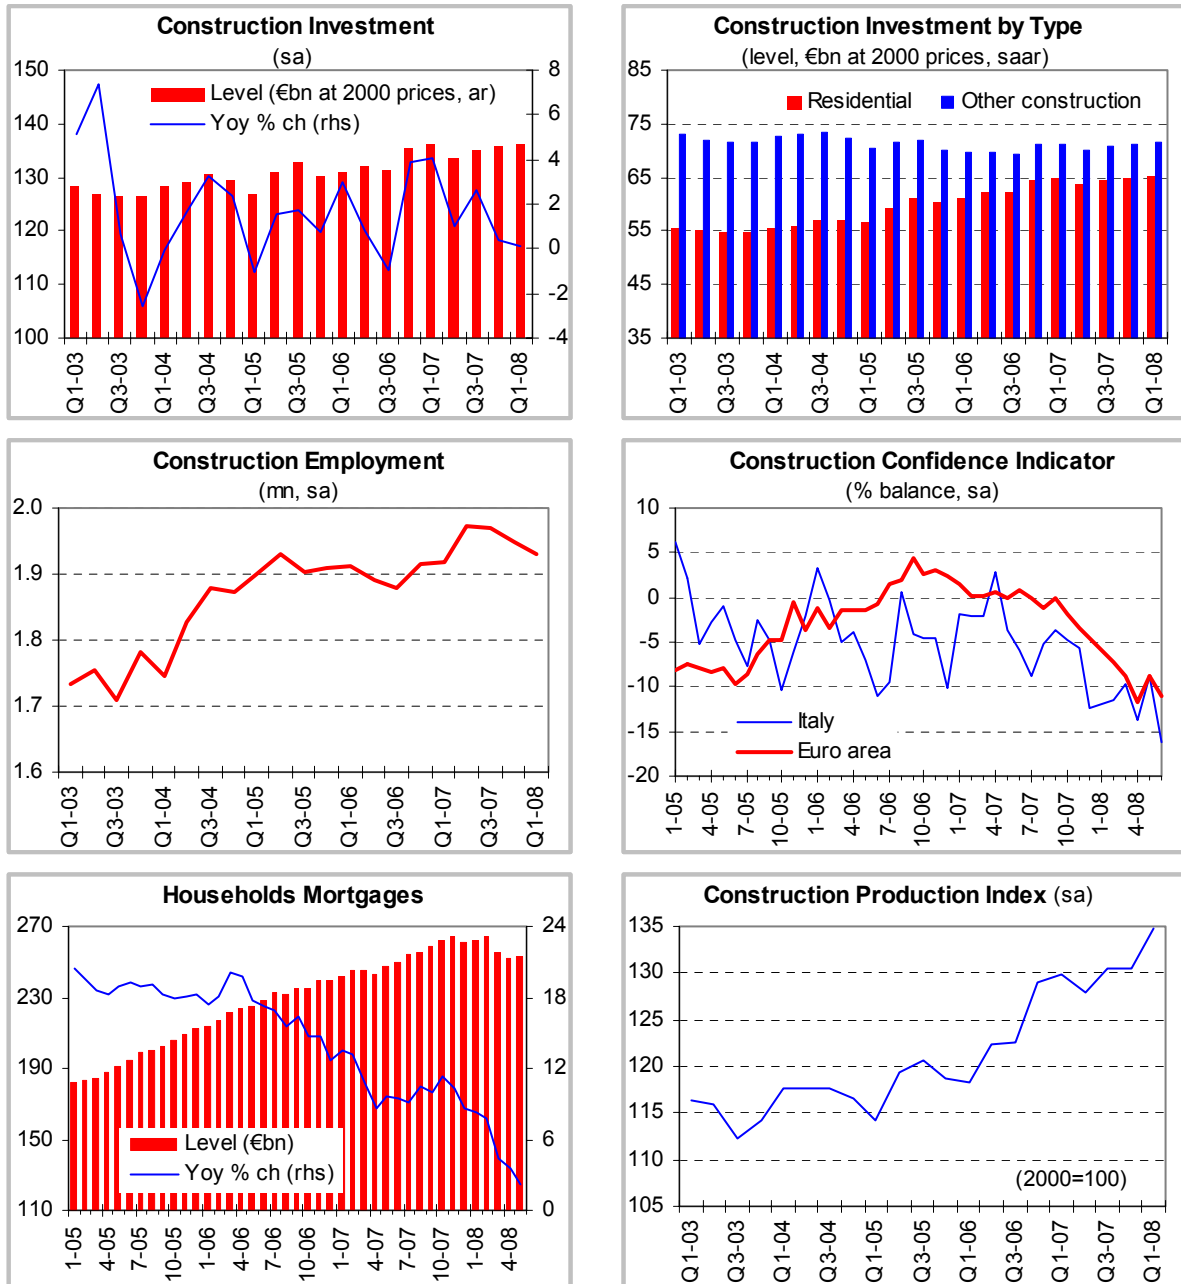 Construction Investment
(sa)
150
140
130
120
110
100
8
6
4
2
0
-2
-4
Level (€bn at 2000 prices, ar)
Yoy % ch (rhs)
Q1-03
Q3-03
Q1-04
Q3-04
Q1-05
Q3-05
Q1-06
Q3-06
Q1-07
Q3-07
Q1-08
Construction Investment by Type
(level, €bn at 2000 prices, saar)
85
75
65
55
45
35
Residential
Other construction
Q1-03
Q3-03
Q1-04
Q3-04
Q1-05
Q3-05
Q1-06
Q3-06
Q1-07
Q3-07
Q1-08
Construction Employment
(mn, sa)
2.0
1.9
1.8
1.7
1.6
Q1-03
Q3-03
Q1-04
Q3-04
Q1-05
Q3-05
Q1-06
Q3-06
Q1-07
Q3-07
Q1-08
Construction Confidence Indicator
(% balance, sa)
10
5
0
-5
-10
-15
-20
Italy
Euro area
1-05
4-05
7-05
10-05
1-06
4-06
7-06
10-06
1-07
4-07
7-07
10-07
1-08
4-08
Households Mortgages
270
230
190
150
110
24
18
12
6
0
Level (€bn)
Yoy % ch (rhs)
1-05
4-05
7-05
10-05
1-06
4-06
7-06
10-06
1-07
4-07
7-07
10-07
1-08
4-08
Construction Production Index (sa)
135
130
125
120
115
110
105
(2000=100)
Q1-03
Q3-03
Q1-04
Q3-04
Q1-05
Q3-05
Q1-06
Q3-06
Q1-07
Q3-07
Q1-08